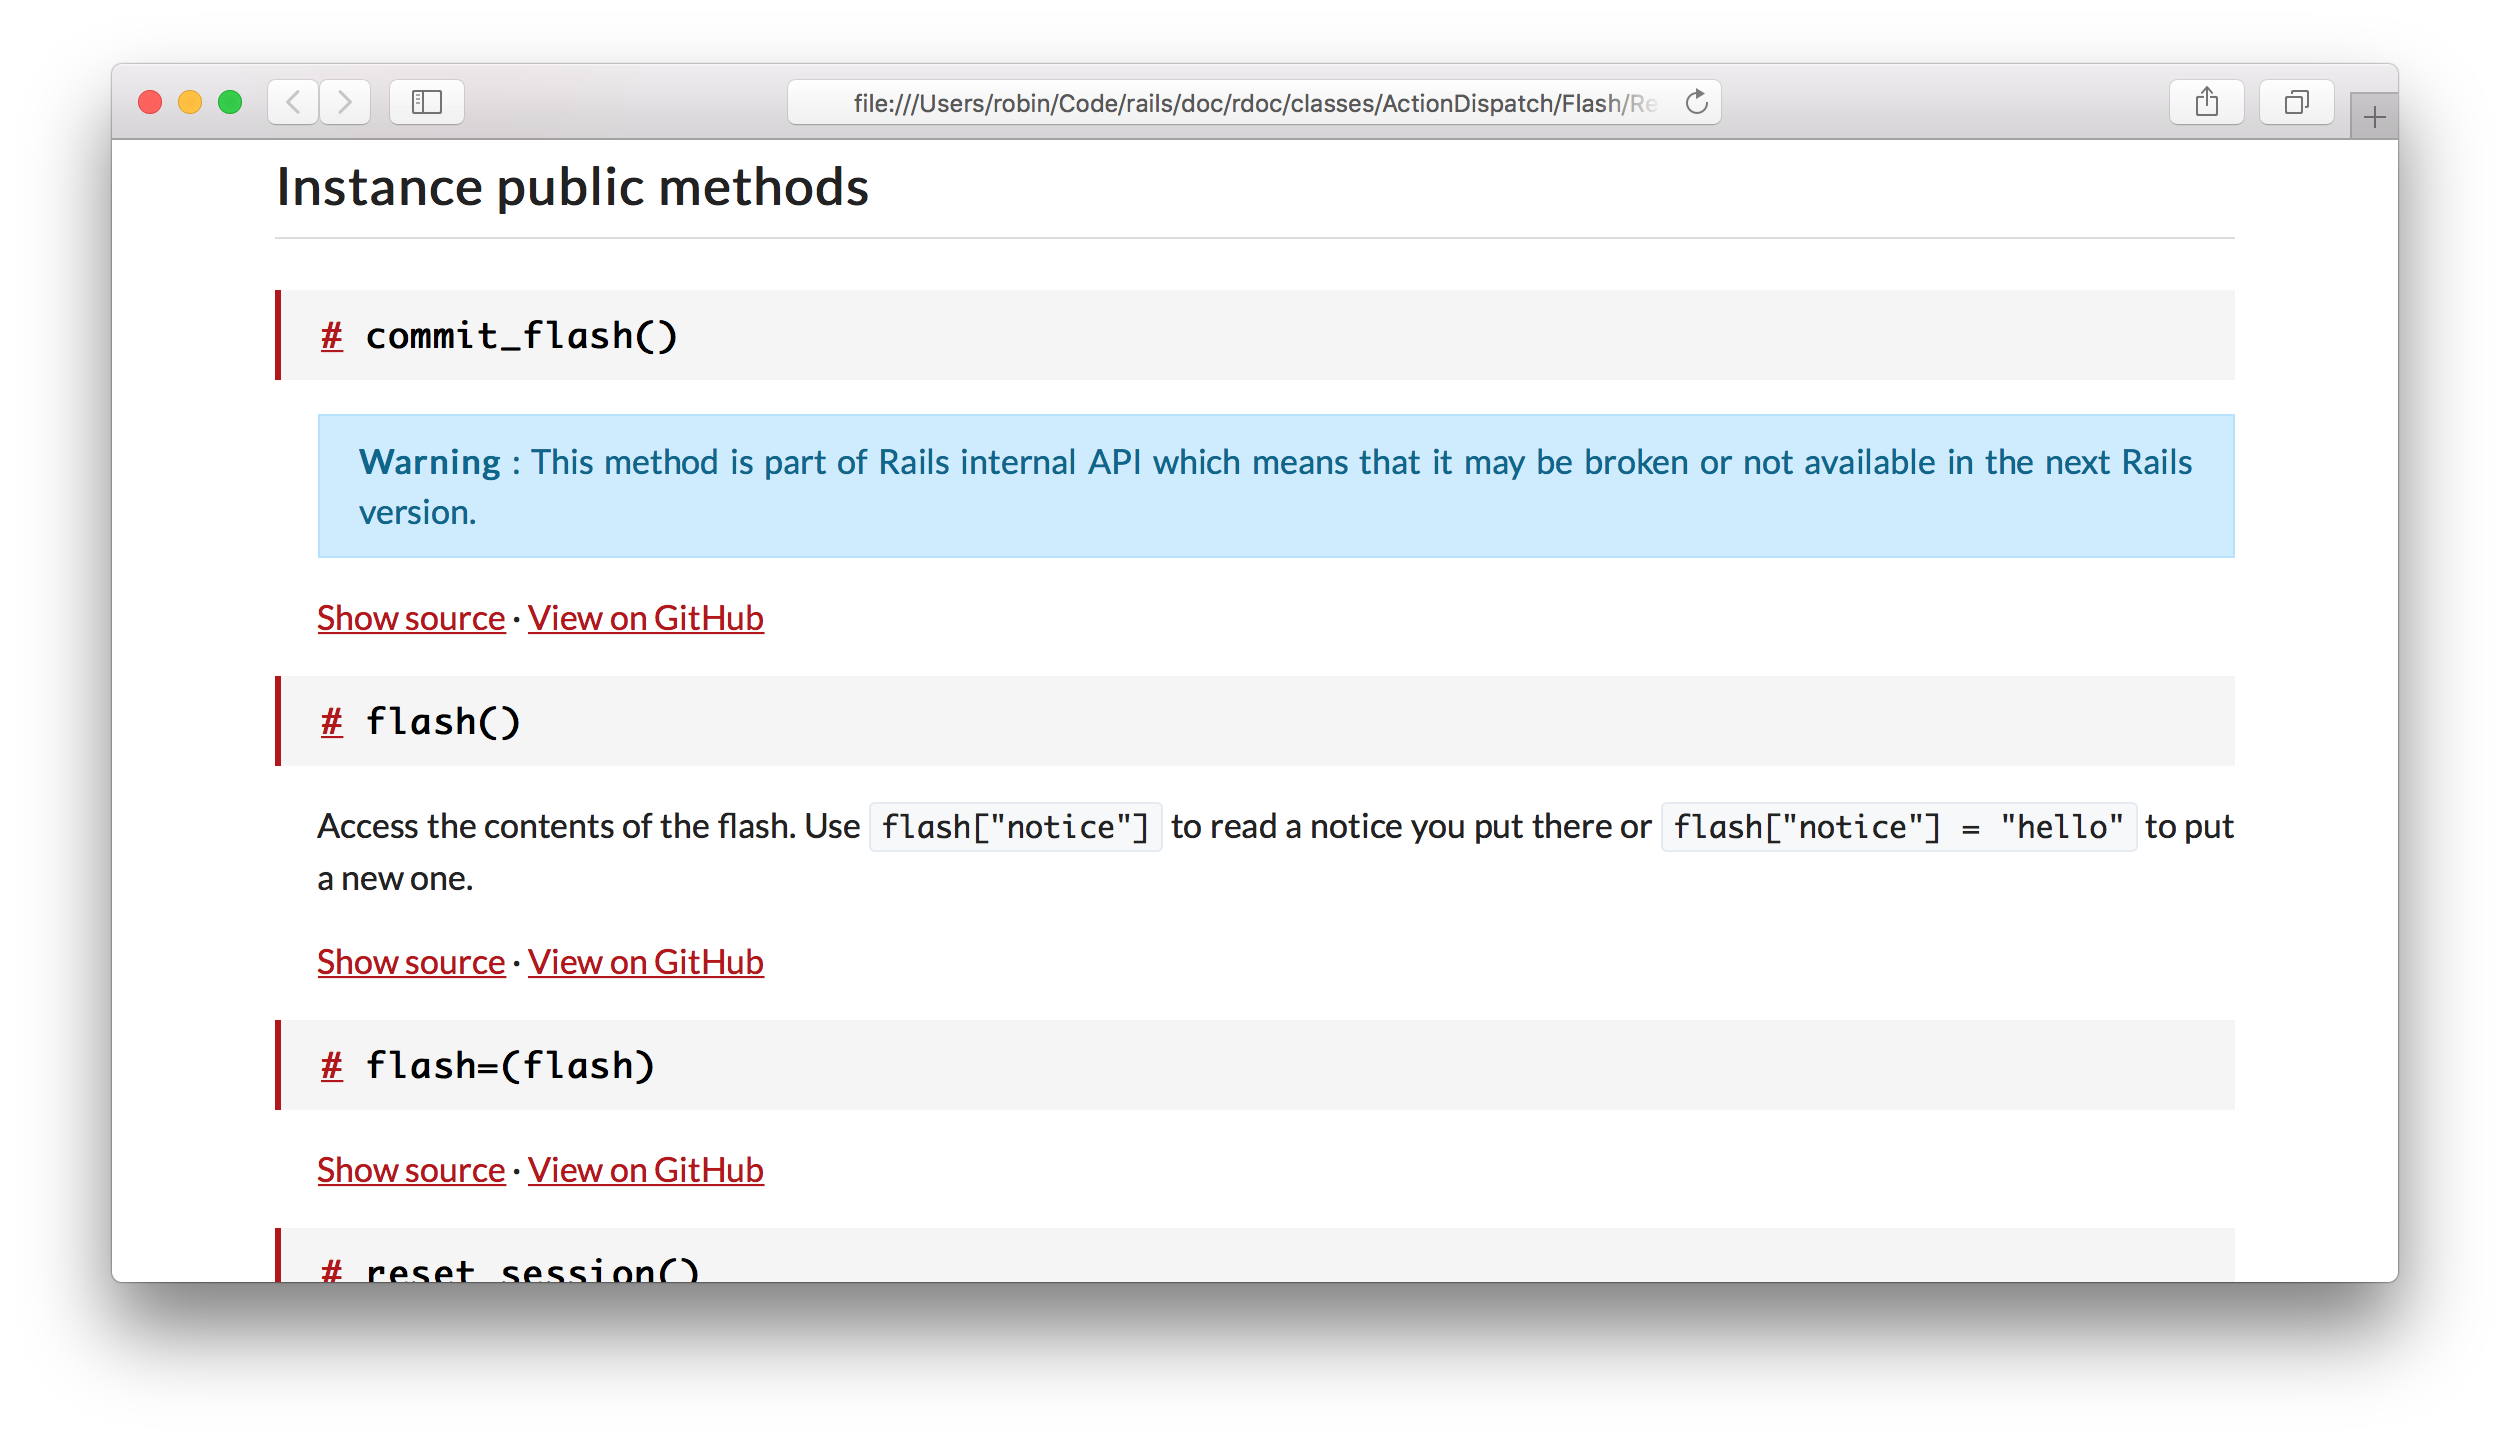 file:///Users/robin/Code/rails/doc/rdoc/classes/ActionDispatch/Flash/Re
Instance public methods
# commit_flash()
Warning : This method is part of Rails internal API which means that it may be broken or not available in the next Rails
version.
Show source · View on GitHub
# flash()
Access the contents of the flash. Use flash["notice"] to read a notice you put there or flash["notice"] = "hello" to put
a new one.
Show source · View on GitHub
# flash=(flash)
Show source · View on GitHub
# reset_session()